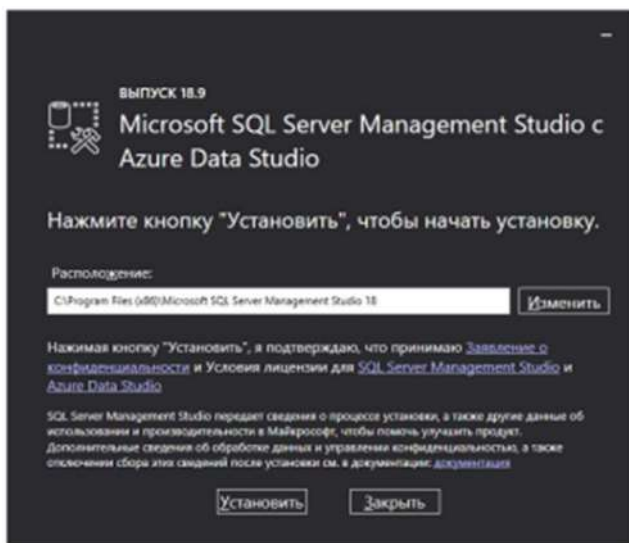 ВЫПУСК 18.9
Microsoft SQL Server Management Studio с
Azure Data Studio
Нажмите кнопку "Установить", чтобы начать установку.
Расположение:
C:\Program Files (x86)\Microsoft SQL Server Management Studio 18
Изменить
Нажимая кнопку "Установить", я подтверждаю, что принимаю Заявление о
конфиденциальности и Условия лицензии для SQL Server Management Studio и
Azure Data Studio
SQL Server Management Studio передает сведения о процессе установки, а также другие данные об
использовании и производительности в Майкрософт, чтобы помочь улучшить продукт.
Дополнительные сведения об обработке данных и управлении конфиденциальностью, а также
отключении сбора этих сведений после установки см. в документации: документация
Установить Закрыть